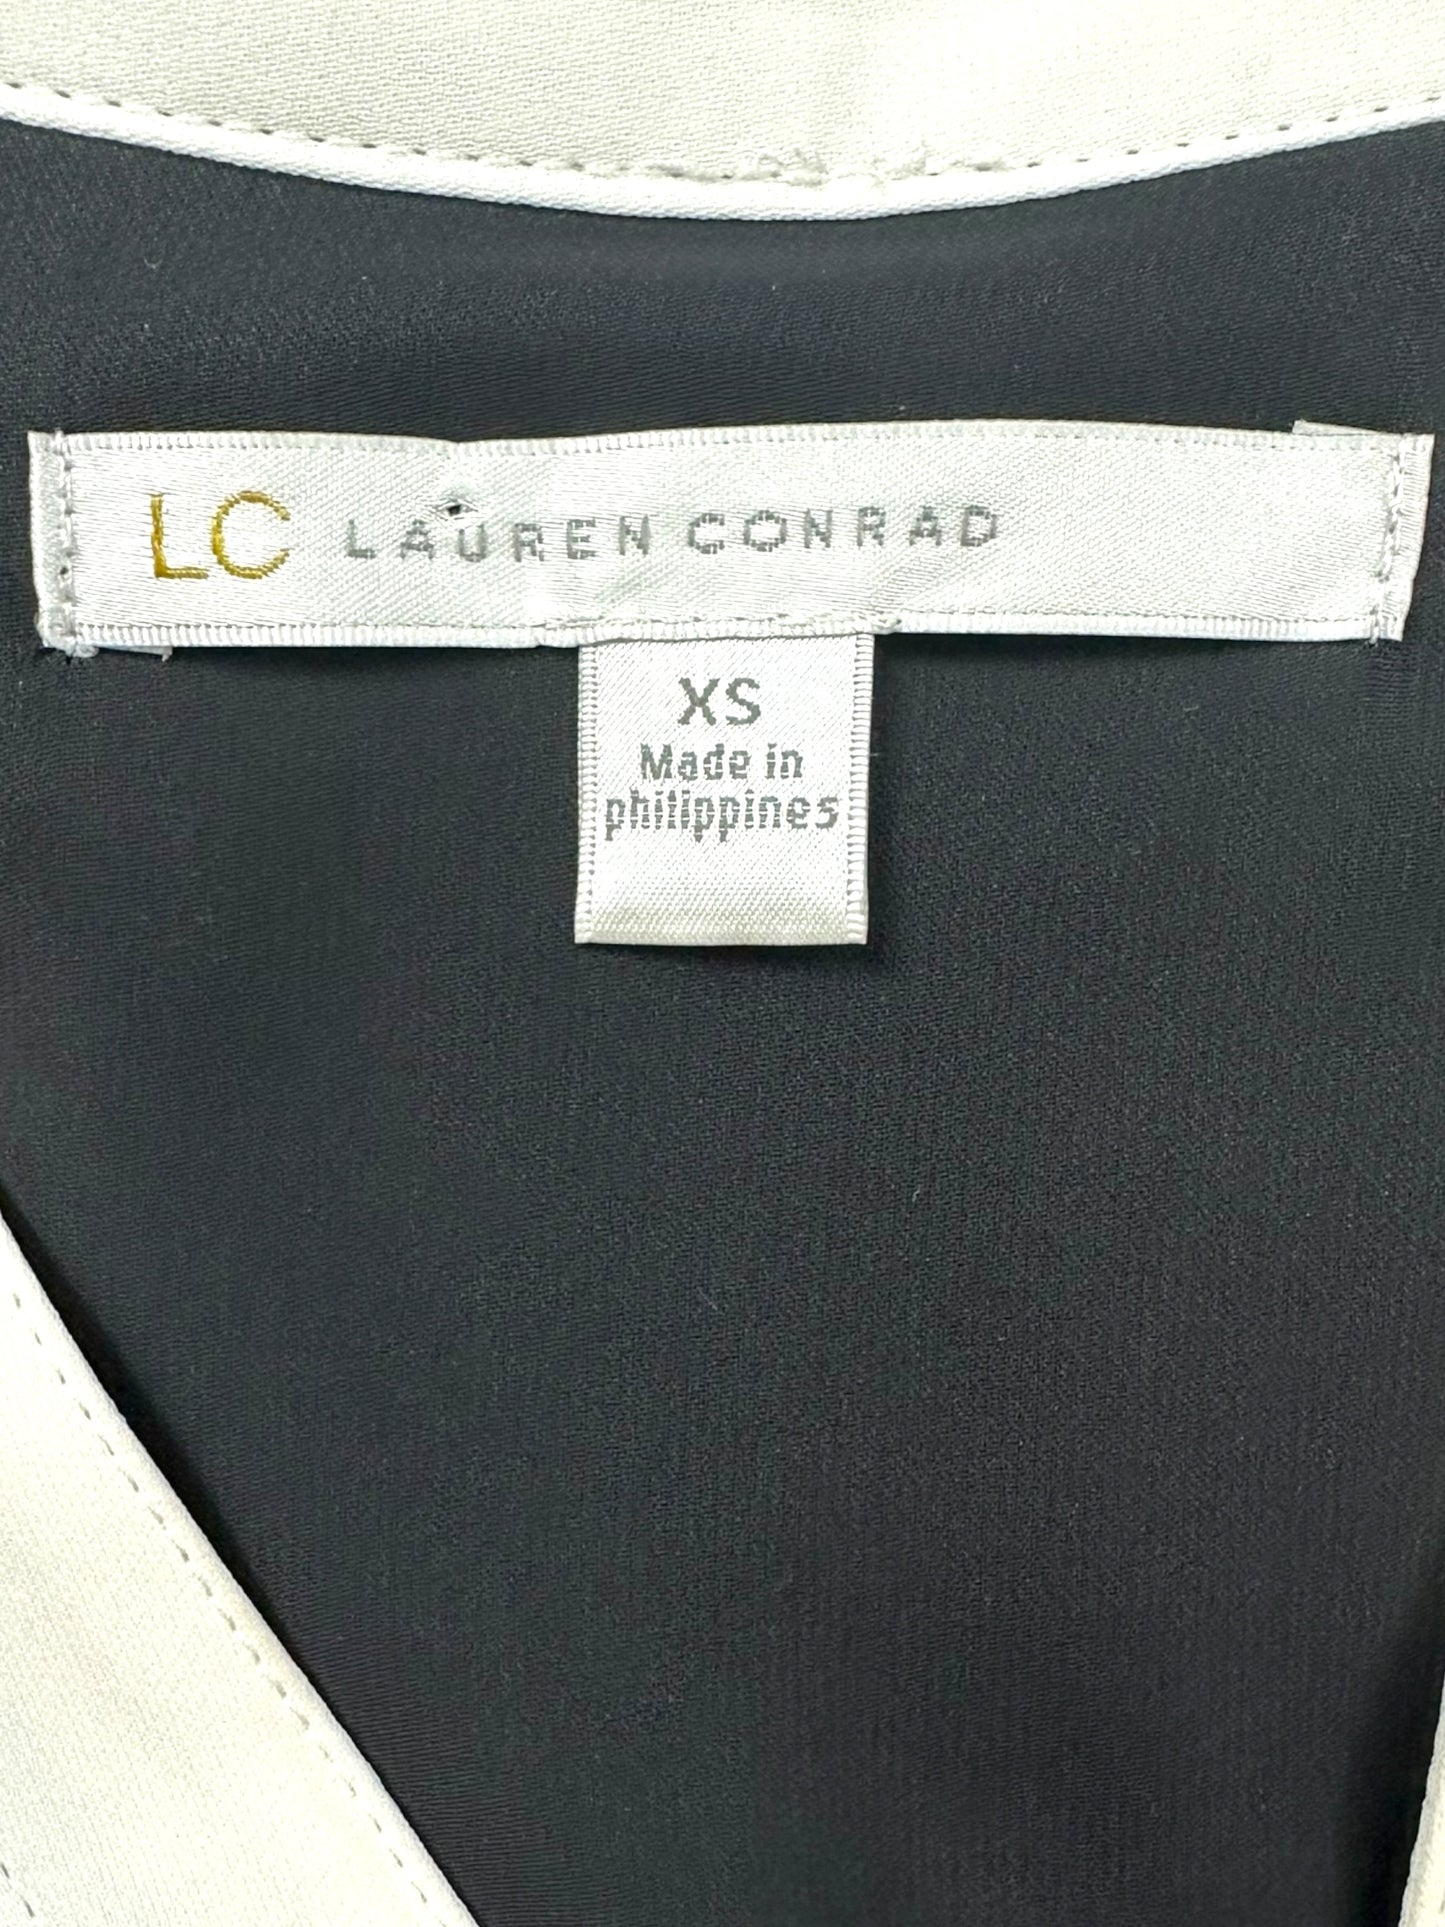 LC LAUREN CONRAD
XS
Made in
philippines